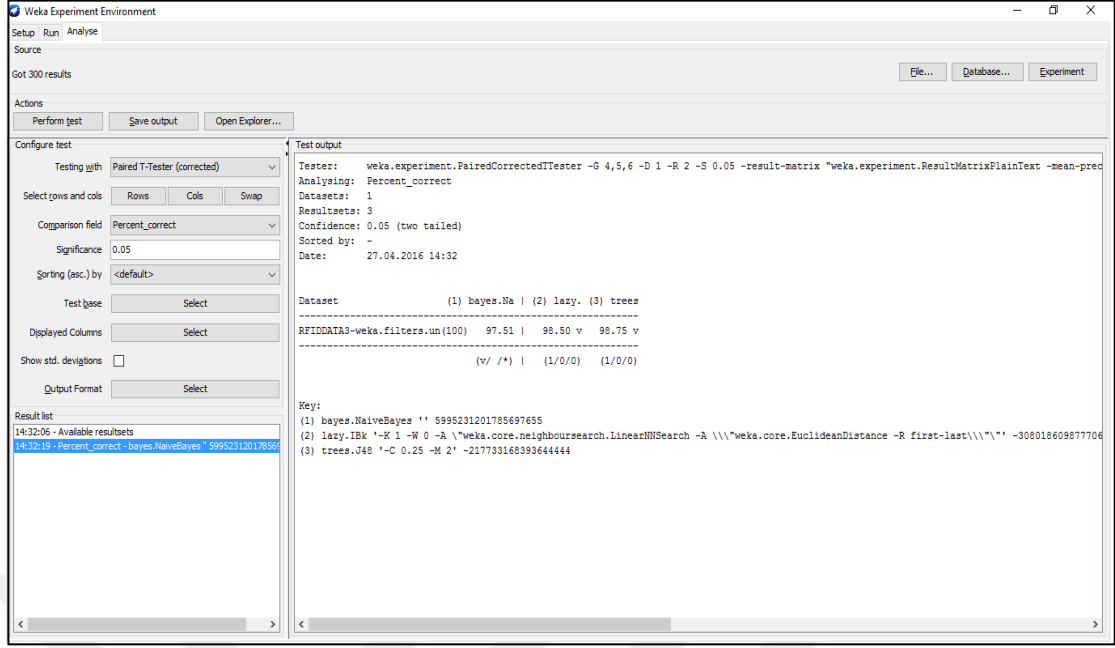 Weka Experiment Environment
Setup Run Analyse
Source
Got 300 results
File... Database... Experiment
Actions
Perform test Save output Open Explorer...
Configure test
Testing with Paired T-Tester (corrected)
Select rows and cols Rows Cols Swap
Comparison field Percent_correct
Significance 0.05
Sorting (asc.) by <default>
Test base Select
Displayed Columns Select
Show std. deviations
Output Format Select
Result list
14:32:06 - Available resultsets
14:32:19 - Percent_correct - bayes.NaiveBayes '' 599523120178569
Test output
Tester: weka.experiment.PairedCorrectedTTester -G 4,5,6 -D 1 -R 2 -S 0.05 -result-matrix "weka.experiment.ResultMatrixPlainText -mean-prec
Analysing: Percent_correct
Datasets: 1
Resultsets: 3
Confidence: 0.05 (two tailed)
Sorted by: -
Date: 27.04.2016 14:32
Dataset (1) bayes.Na | (2) lazy. (3) trees
--------------------------------------------------------------
RFIDDATA3-weka.filters.un(100) 97.51 | 98.50 v 98.75 v
--------------------------------------------------------------
(v/ /*) | (1/0/0) (1/0/0)
Key:
(1) bayes.NaiveBayes '' 5995231201785697655
(2) lazy.IBk '-K 1 -W 0 -A \"weka.core.neighboursearch.LinearNNSearch -A \\\"weka.core.EuclideanDistance -R first-last\\\"\"' -308018609877706
(3) trees.J48 '-C 0.25 -M 2' -217733168393644444